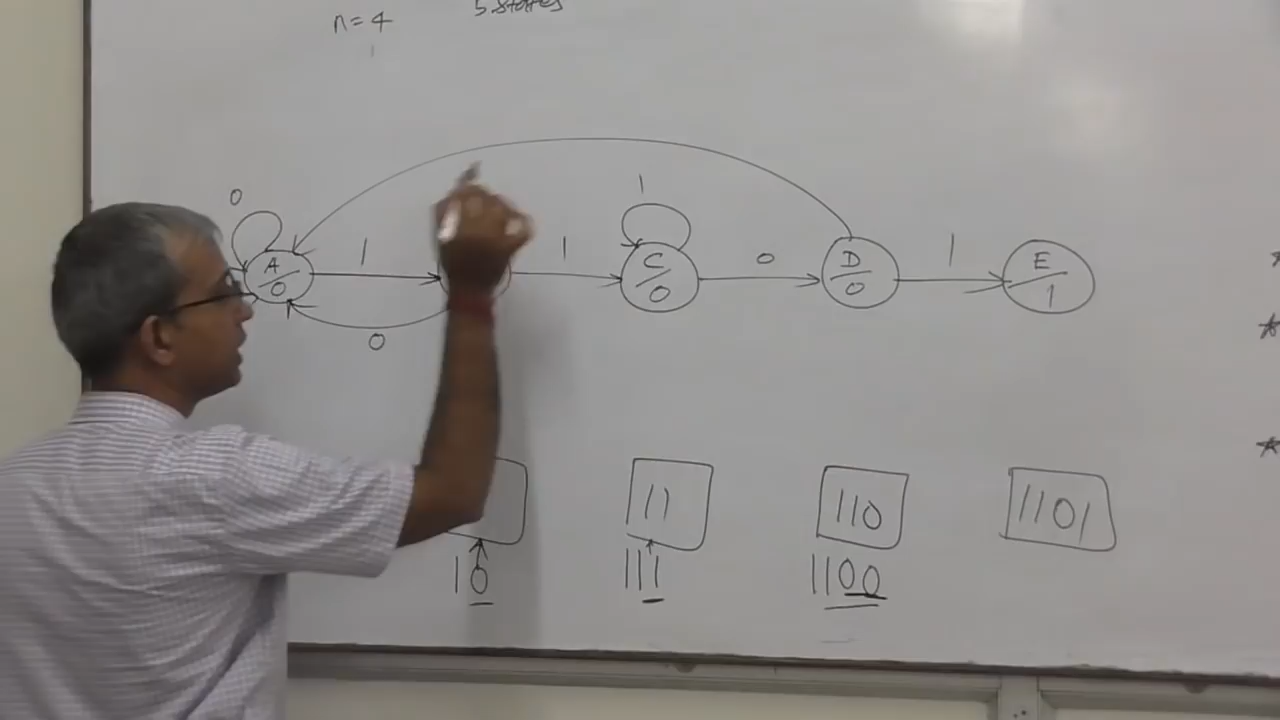 n=4 5 states
0 1 1 1 0 1
A/0 C/0 D/0 E/1
0
11 110 1101
10 111 1100